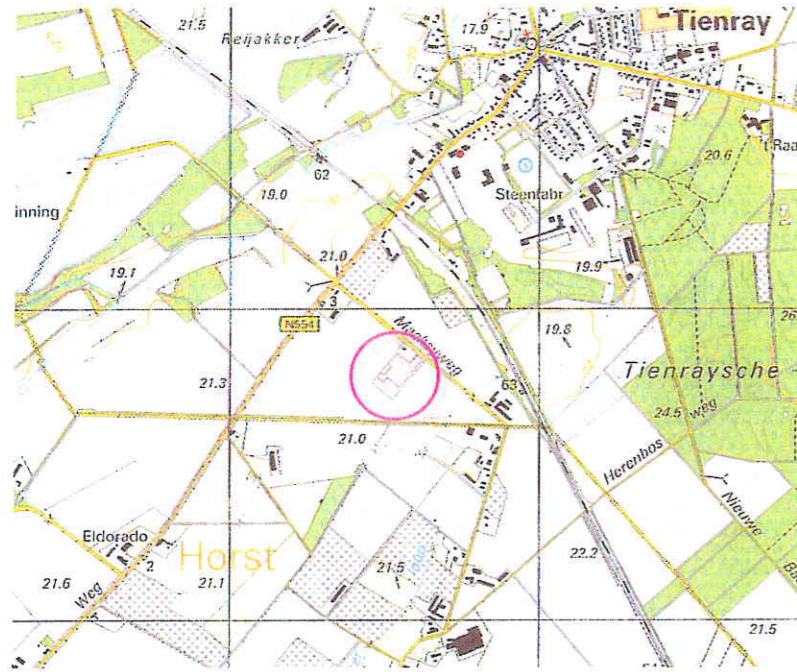 21.5
Reijakker
17.9
Tienray
't Raa
20.6
62
19.0
Steenfabr
inning
21.0
19.9
19.1
3
N554
26
19.8
21.3
63
Tienraysche
24.5
weg
21.0
Herenbos
Nieuwe
Eldorado
Horst
22.2
2
21.5
21.6
Weg
21.1
21.5